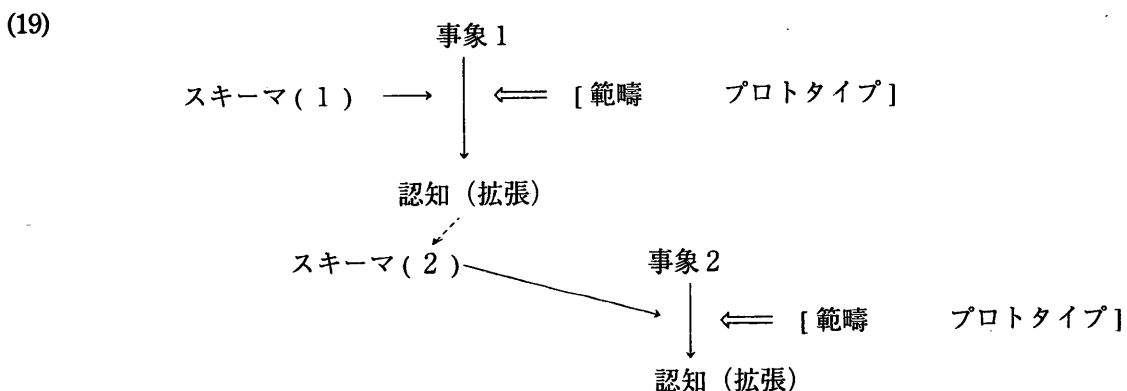 (19)
事象 1
スキーマ( 1 ) ⟶ ⟸ [ 範疇 プロトタイプ ]
認知（拡張）
スキーマ( 2 ) 事象 2
⟸ [ 範疇 プロトタイプ ]
認知（拡張）